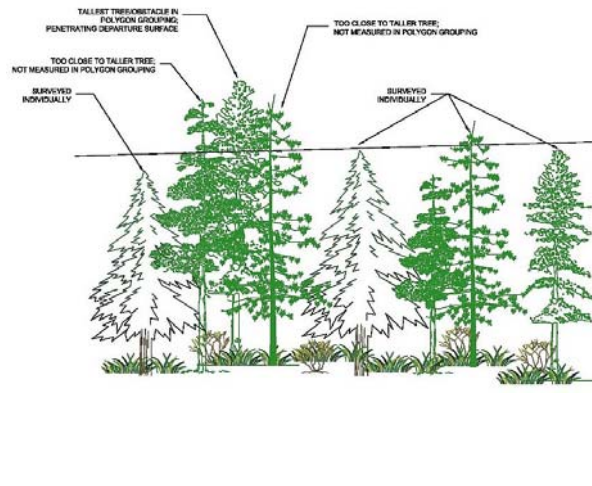 TALLEST TREE/OBSTACLE IN
POLYGON GROUPING;
PENETRATING DEPARTURE SURFACE
TOO CLOSE TO TALLER TREE;
NOT MEASURED IN POLYGON GROUPING
TOO CLOSE TO TALLER TREE;
NOT MEASURED IN POLYGON GROUPING
SURVEYED
INDIVIDUALLY
SURVEYED
INDIVIDUALLY